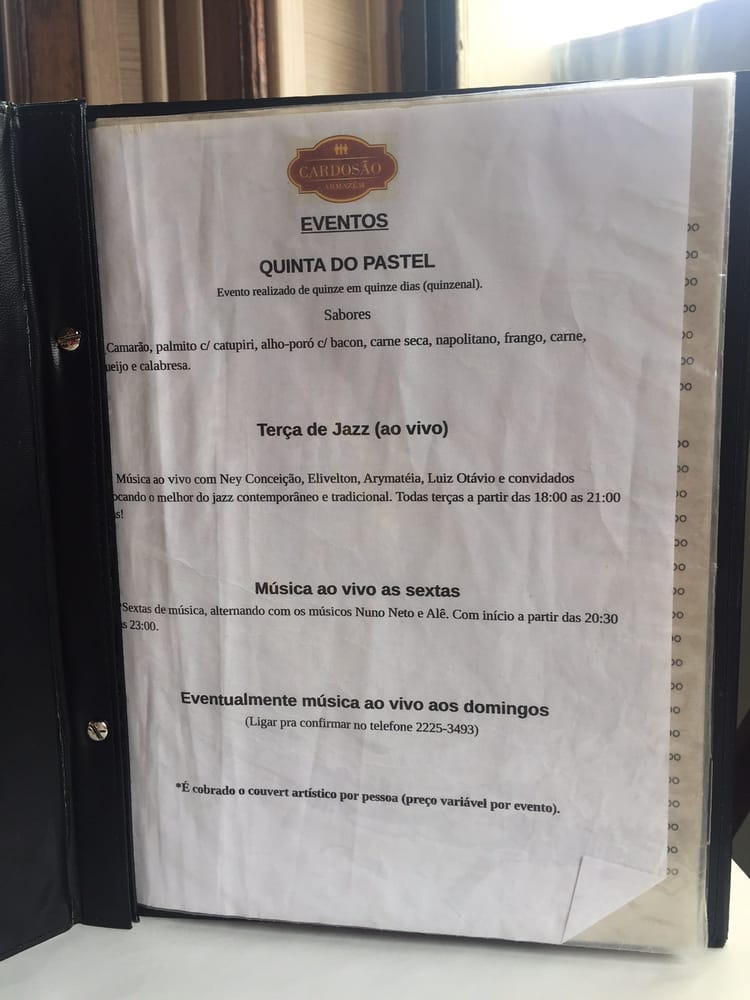 CARDOSÃO
ARMAZÉM
EVENTOS
QUINTA DO PASTEL
Evento realizado de quinze em quinze dias (quinzenal).
Sabores
Camarão, palmito c/ catupiri, alho-poró c/ bacon, carne seca, napolitano, frango, carne,
ueijo e calabresa.
Terça de Jazz (ao vivo)
Música ao vivo com Ney Conceição, Elivelton, Arymatéia, Luiz Otávio e convidados
ocando o melhor do jazz contemporâneo e tradicional. Todas terças a partir das 18:00 as 21:00
s!
Música ao vivo as sextas
*Sextas de música, alternando com os músicos Nuno Neto e Alê. Com início a partir das 20:30
s 23:00.
Eventualmente música ao vivo aos domingos
(Ligar pra confirmar no telefone 2225-3493)
*É cobrado o couvert artístico por pessoa (preço variável por evento).